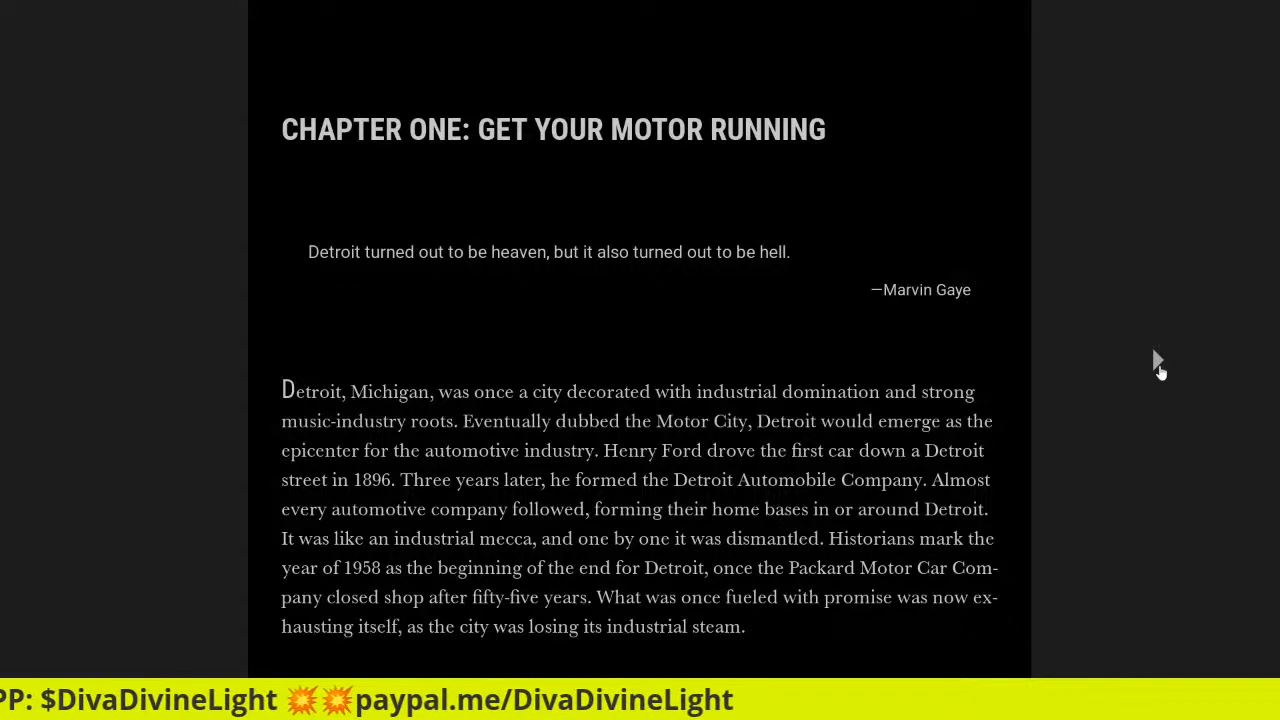 CHAPTER ONE: GET YOUR MOTOR RUNNING
Detroit turned out to be heaven, but it also turned out to be hell.
—Marvin Gaye
Detroit, Michigan, was once a city decorated with industrial domination and strong
music-industry roots. Eventually dubbed the Motor City, Detroit would emerge as the
epicenter for the automotive industry. Henry Ford drove the first car down a Detroit
street in 1896. Three years later, he formed the Detroit Automobile Company. Almost
every automotive company followed, forming their home bases in or around Detroit.
It was like an industrial mecca, and one by one it was dismantled. Historians mark the
year of 1958 as the beginning of the end for Detroit, once the Packard Motor Car Com-
pany closed shop after fifty-five years. What was once fueled with promise was now ex-
hausting itself, as the city was losing its industrial steam.
PP: $DivaDivineLight 💥💥paypal.me/DivaDivineLight